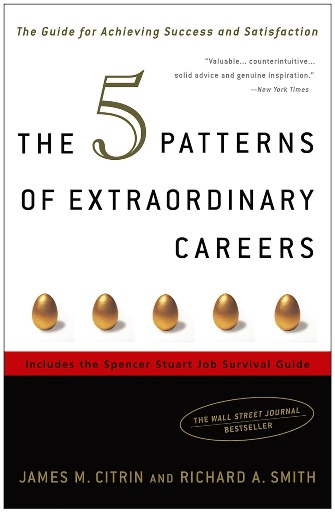 The Guide for Achieving Success and Satisfaction
"Valuable... counterintuitive...
solid advice and genuine inspiration."
—New York Times
THE 5 PATTERNS
OF EXTRAORDINARY
CAREERS
Includes the Spencer Stuart Job Survival Guide
THE WALL STREET JOURNAL
BESTSELLER
JAMES M. CITRIN AND RICHARD A. SMITH